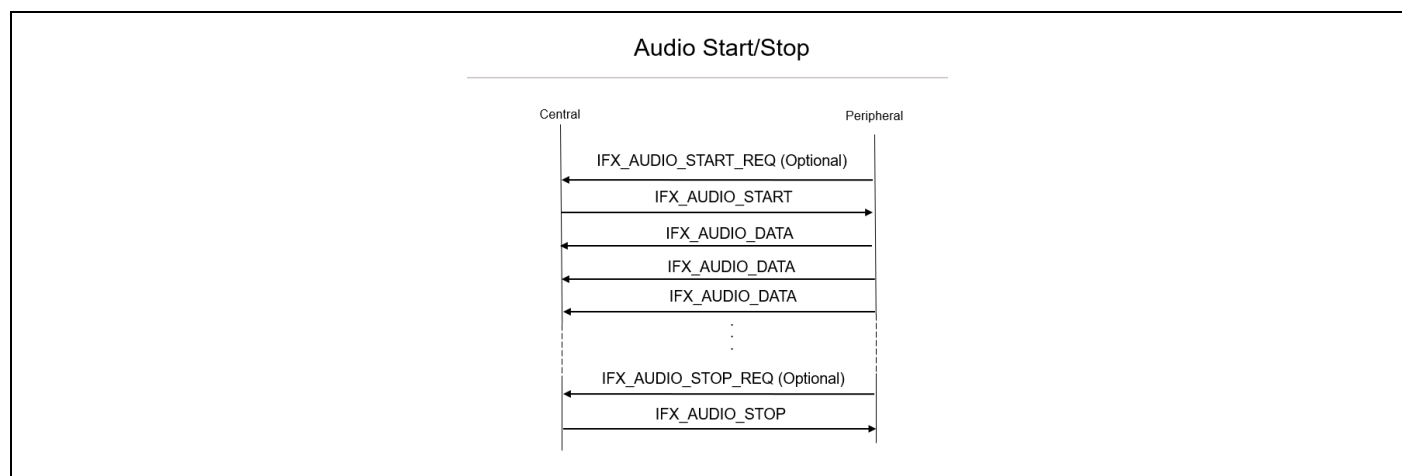 Audio Start/Stop
Central
Peripheral
IFX_AUDIO_START_REQ (Optional)
IFX_AUDIO_START
IFX_AUDIO_DATA
IFX_AUDIO_DATA
IFX_AUDIO_DATA
IFX_AUDIO_STOP_REQ (Optional)
IFX_AUDIO_STOP